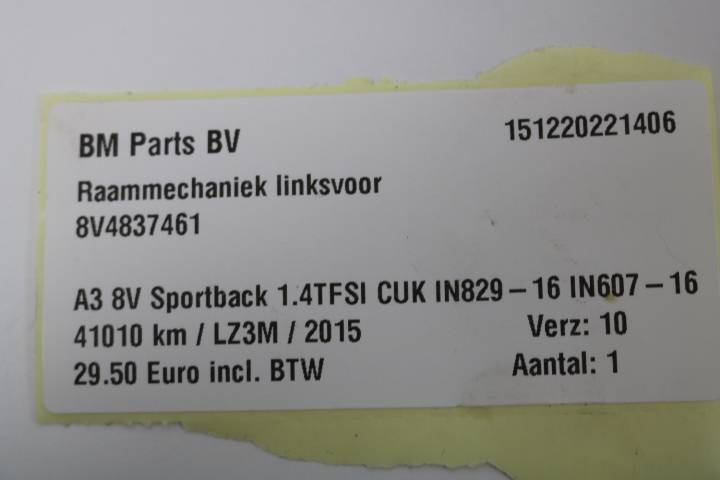 BM Parts BV 151220221406
Raammechaniek linksvoor
8V4837461
A3 8V Sportback 1.4TFSI CUK IN829-16 IN607-16
41010 km / LZ3M / 2015 Verz: 10
29.50 Euro incl. BTW Aantal: 1